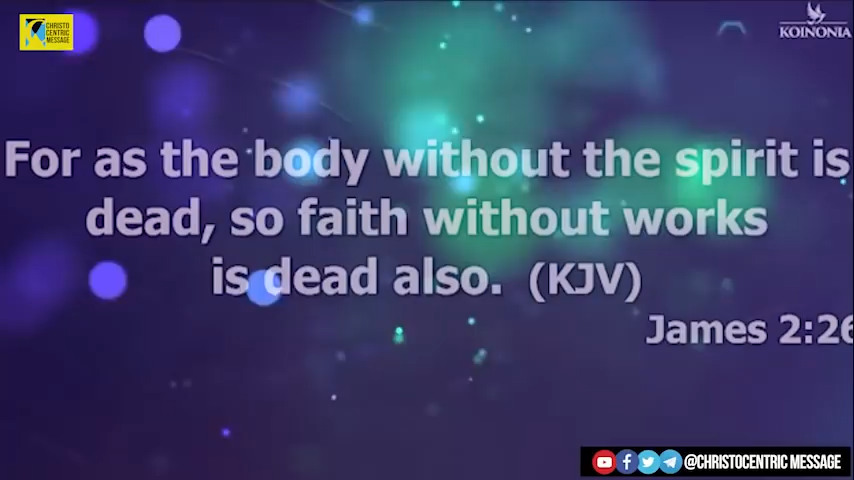 CHRISTO
CENTRIC
MESSAGE
KOINONIA
For as the body without the spirit is
dead, so faith without works
is dead also. (KJV)
James 2:26
@CHRISTOCENTRIC MESSAGE